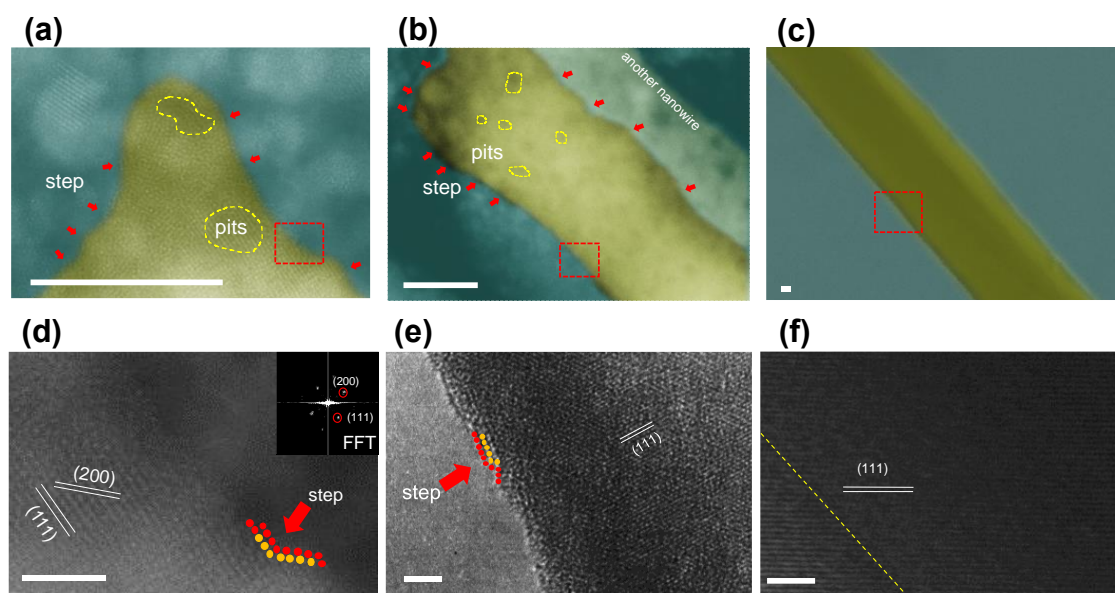 (a)
(b)
(c)
step
pits
another nanowire
pits
step
(d)
(e)
(f)
(200)
(111)
FFT
(200)
(111)
step
(111)
step
(111)